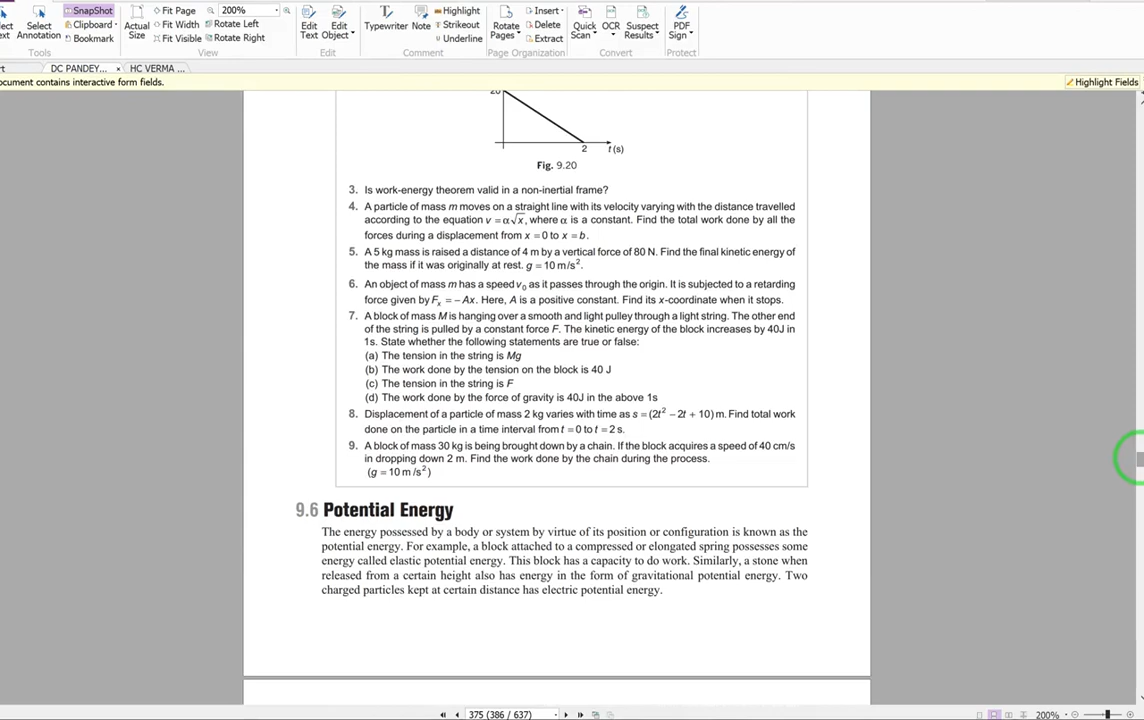 SnapShot
Clipboard
Bookmark
Select
Annotation
Tools
Actual
Size
Fit Page
Fit Width
Fit Visible
200%
Rotate Left
Rotate Right
View
Edit
Text
Edit
Object
Edit
Typewriter
Note
Highlight
Strikeout
Underline
Comment
Rotate
Pages
Insert
Delete
Extract
Page Organization
Quick
Scan
OCR
Suspect
Results
Convert
PDF
Sign
Protect
DC PANDEY... × HC VERMA ...
ocument contains interactive form fields.
Highlight Fields
20
2 t (s)
Fig. 9.20
3. Is work-energy theorem valid in a non-inertial frame?
4. A particle of mass m moves on a straight line with its velocity varying with the distance travelled
according to the equation v = α√x, where α is a constant. Find the total work done by all the
forces during a displacement from x = 0 to x = b.
5. A 5 kg mass is raised a distance of 4 m by a vertical force of 80 N. Find the final kinetic energy of
the mass if it was originally at rest. g = 10 m/s².
6. An object of mass m has a speed v₀ as it passes through the origin. It is subjected to a retarding
force given by Fₓ = – Ax. Here, A is a positive constant. Find its x-coordinate when it stops.
7. A block of mass M is hanging over a smooth and light pulley through a light string. The other end
of the string is pulled by a constant force F. The kinetic energy of the block increases by 40J in
1s. State whether the following statements are true or false:
(a) The tension in the string is Mg
(b) The work done by the tension on the block is 40 J
(c) The tension in the string is F
(d) The work done by the force of gravity is 40J in the above 1s
8. Displacement of a particle of mass 2 kg varies with time as s = (2t² – 2t + 10) m. Find total work
done on the particle in a time interval from t = 0 to t = 2 s.
9. A block of mass 30 kg is being brought down by a chain. If the block acquires a speed of 40 cm/s
in dropping down 2 m. Find the work done by the chain during the process.
(g = 10 m/s²)
9.6 Potential Energy
The energy possessed by a body or system by virtue of its position or configuration is known as the
potential energy. For example, a block attached to a compressed or elongated spring possesses some
energy called elastic potential energy. This block has a capacity to do work. Similarly, a stone when
released from a certain height also has energy in the form of gravitational potential energy. Two
charged particles kept at certain distance has electric potential energy.
375 (386 / 637)
200%